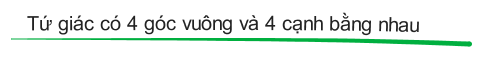 Tứ giác có 4 góc vuông và 4 cạnh bằng nhau